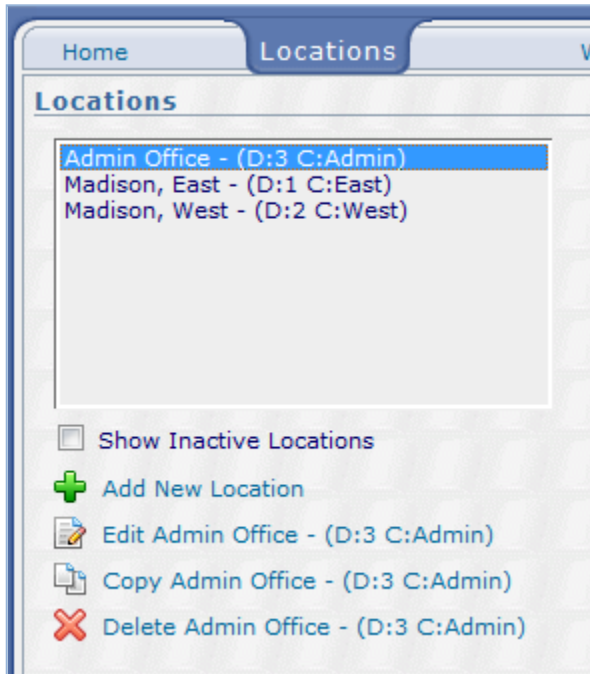 Home Locations
Locations
Admin Office - (D:3 C:Admin)
Madison, East - (D:1 C:East)
Madison, West - (D:2 C:West)
Show Inactive Locations
Add New Location
Edit Admin Office - (D:3 C:Admin)
Copy Admin Office - (D:3 C:Admin)
Delete Admin Office - (D:3 C:Admin)